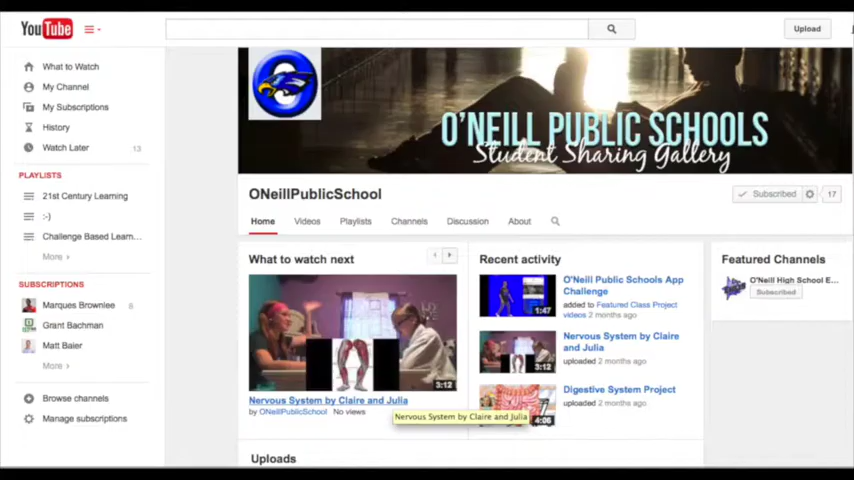 YouTube
Upload
What to Watch
My Channel
My Subscriptions
History
Watch Later 13
PLAYLISTS
21st Century Learning
:-)
Challenge Based Learn...
More ›
SUBSCRIPTIONS
Marques Brownlee 8
Grant Bachman
Matt Baier
More ›
Browse channels
Manage subscriptions
O'NEILL PUBLIC SCHOOLS
Student Sharing Gallery
ONeillPublicSchool
Subscribed 17
Home Videos Playlists Channels Discussion About
What to watch next
3:12
Nervous System by Claire and Julia
by ONeillPublicSchool No views
Nervous System by Claire and Julia
Uploads
Recent activity
1:47
O'Neill Public Schools App
Challenge
added to Featured Class Project
videos 2 months ago
3:12
Nervous System by Claire
and Julia
uploaded 2 months ago
4:06
Digestive System Project
uploaded 2 months ago
Featured Channels
O'Neill High School E...
Subscribed